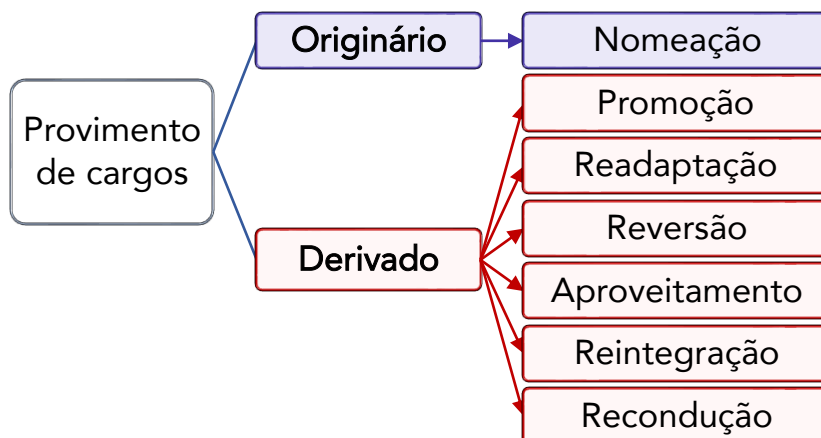 Originário
Nomeação
Provimento
de cargos
Promoção
Readaptação
Reversão
Derivado
Aproveitamento
Reintegração
Recondução